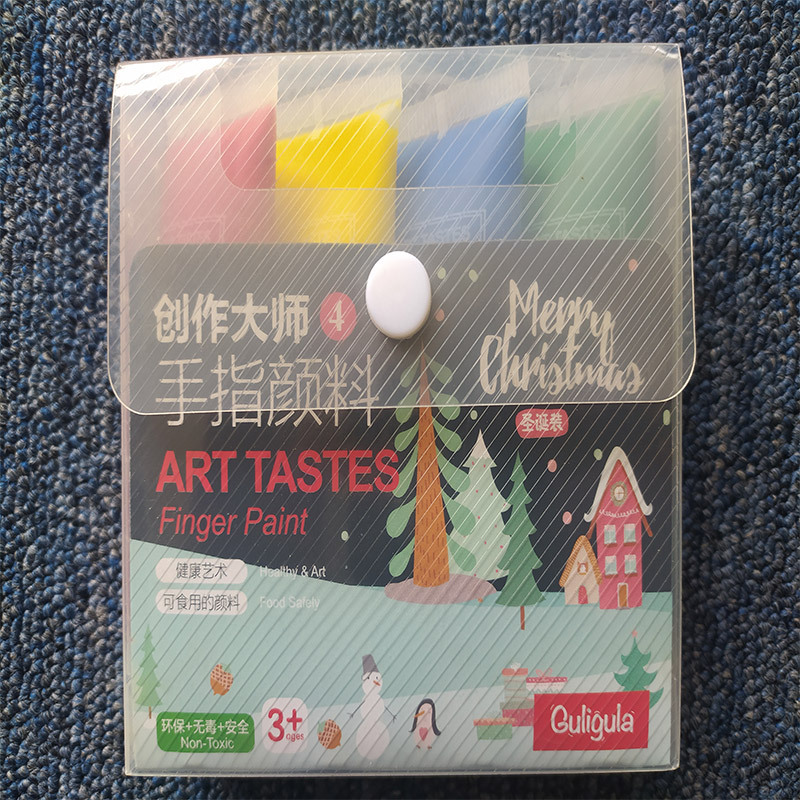 创作大师 4
手指颜料
Merry
Christmas
圣诞装
ART TASTES
Finger Paint
健康艺术 Healthy & Art
可食用的颜料 Food Safely
环保+无毒+安全
Non-Toxic
3+
ages
Guligula